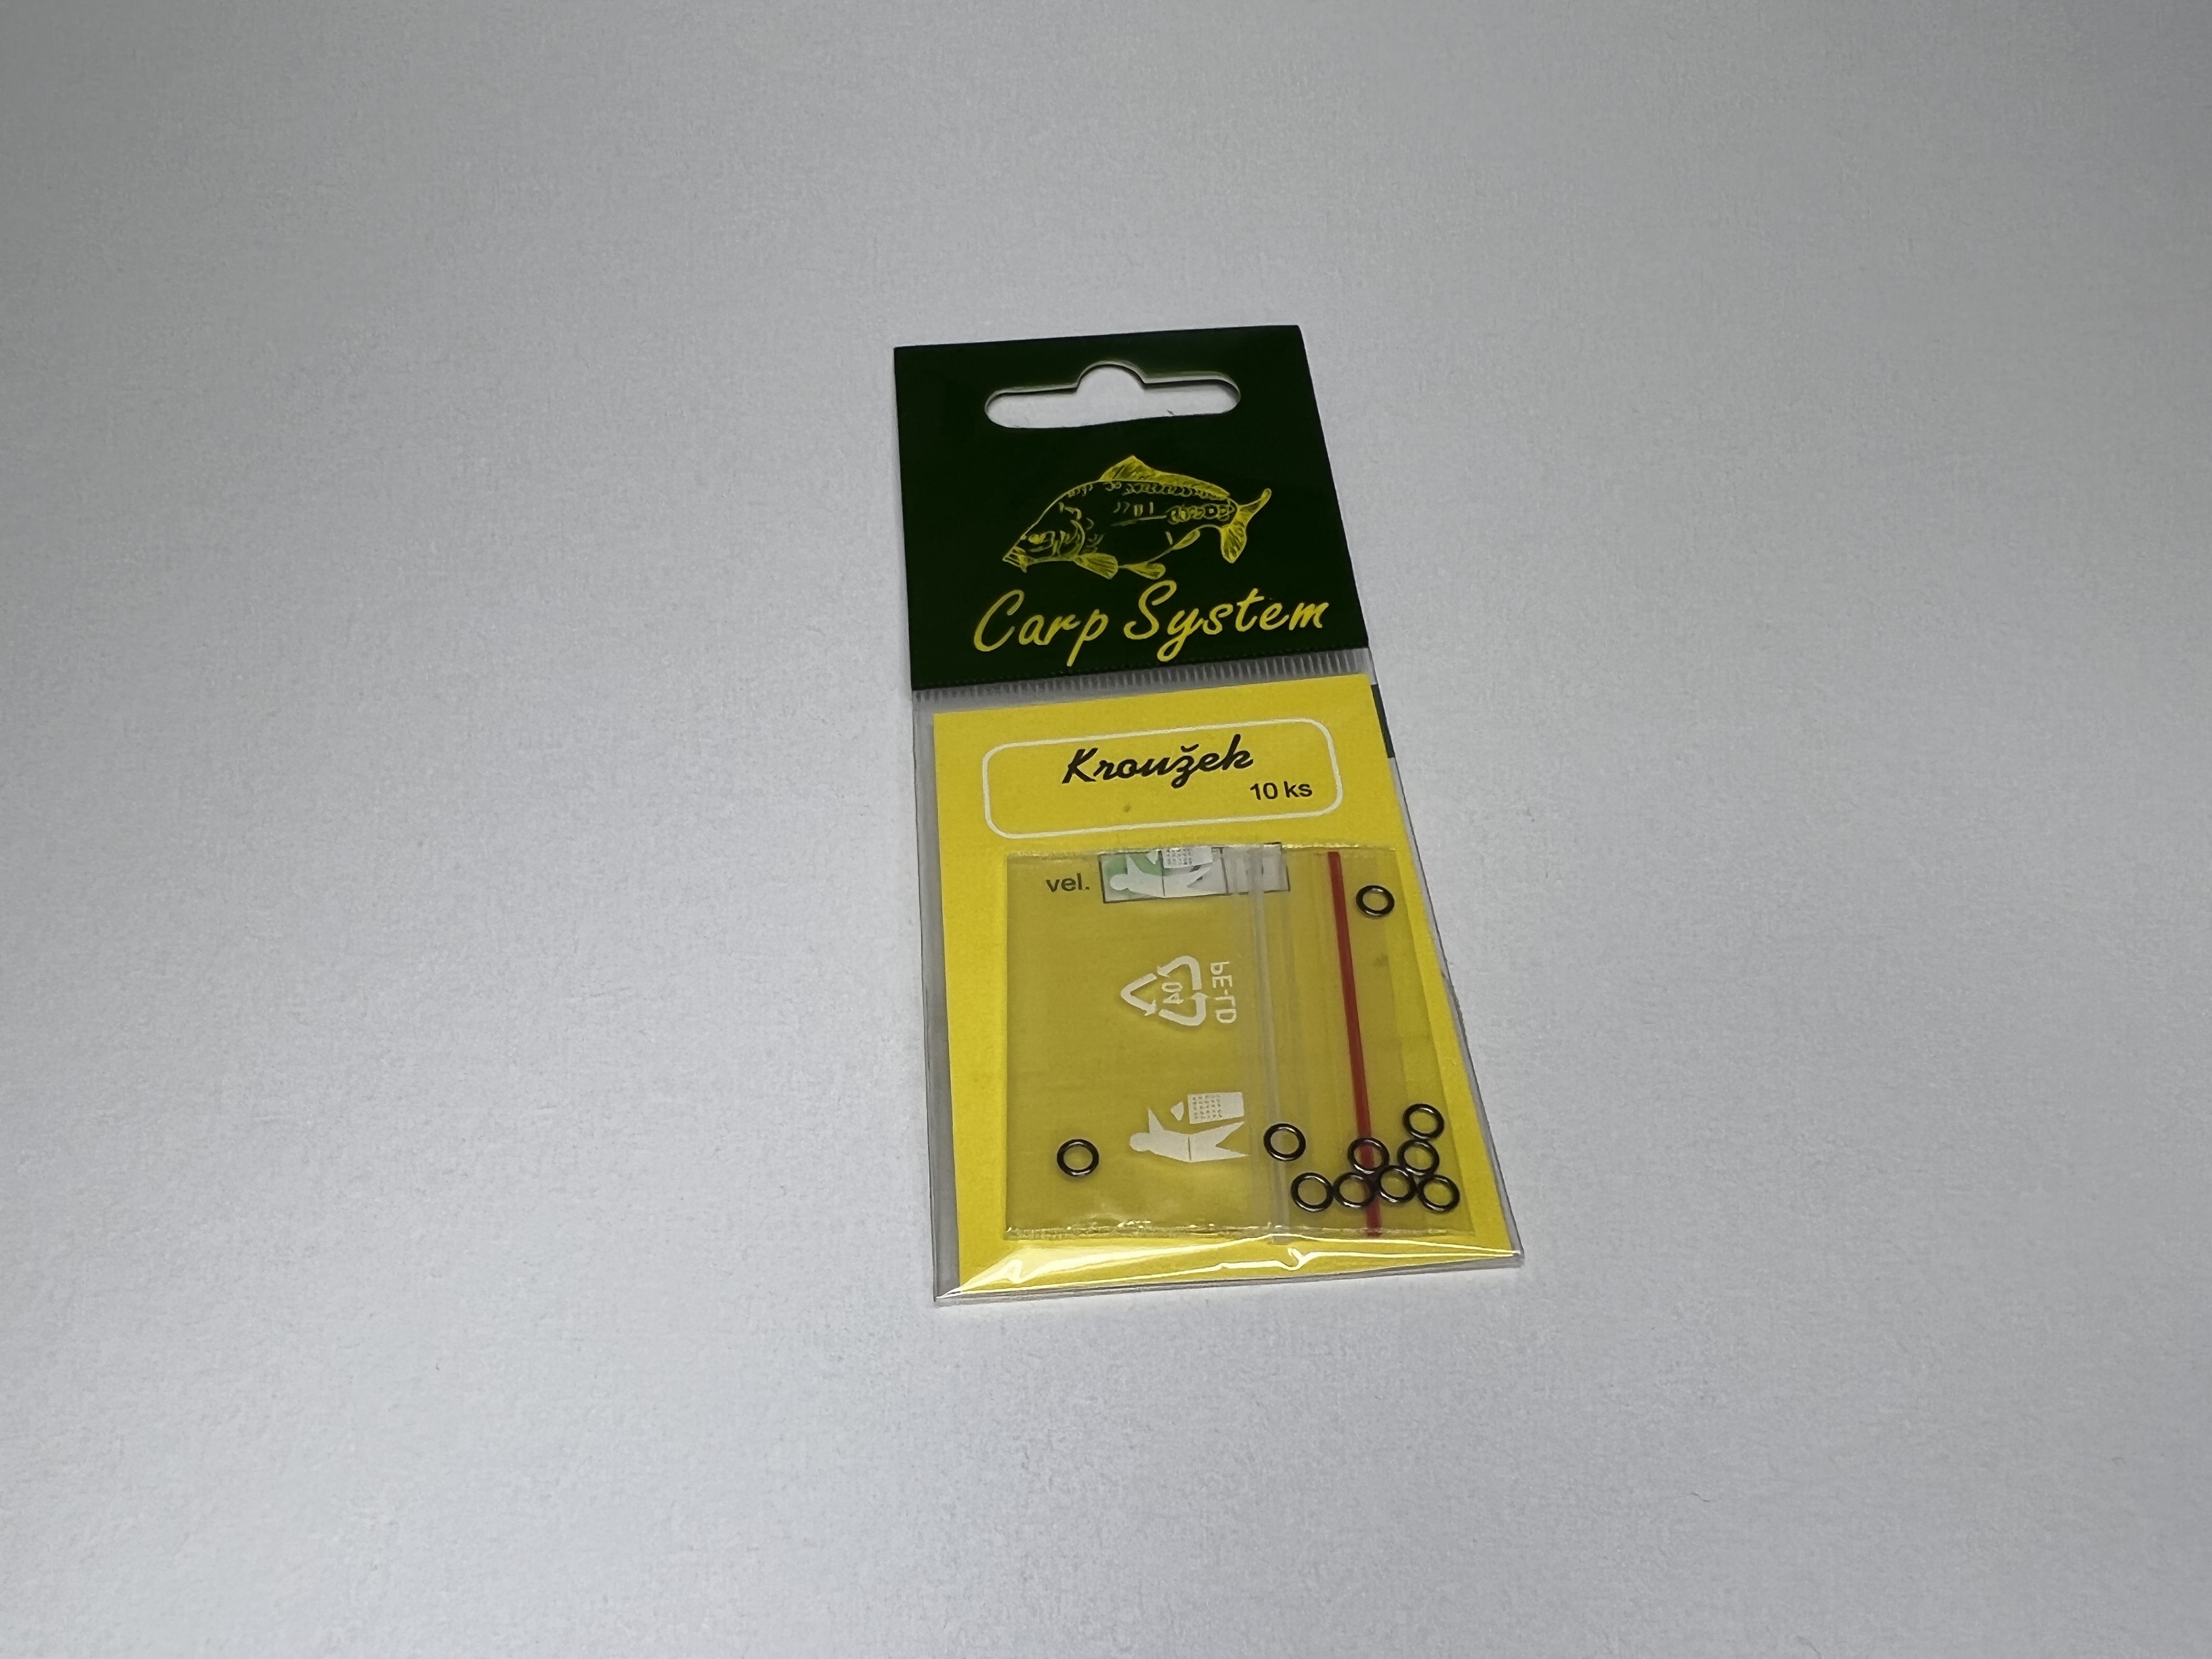 Carp System
Kroužek
10 ks
vel.
04
PE-LD